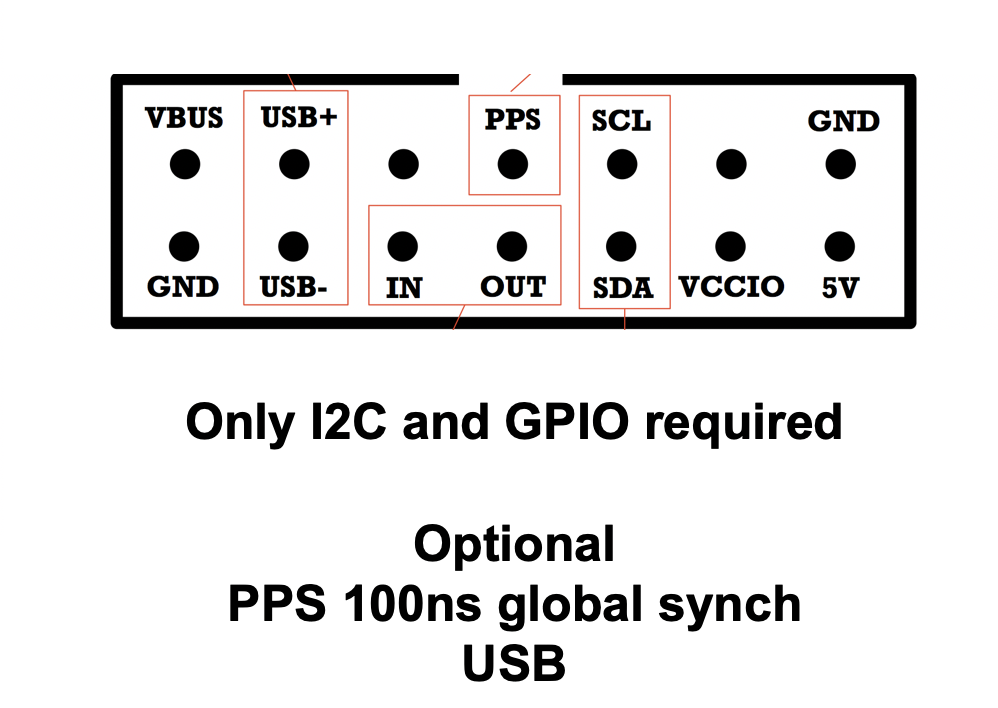 VBUS USB+ PPS SCL GND
GND USB- IN OUT SDA VCCIO 5V
Only I2C and GPIO required
Optional
PPS 100ns global synch
USB